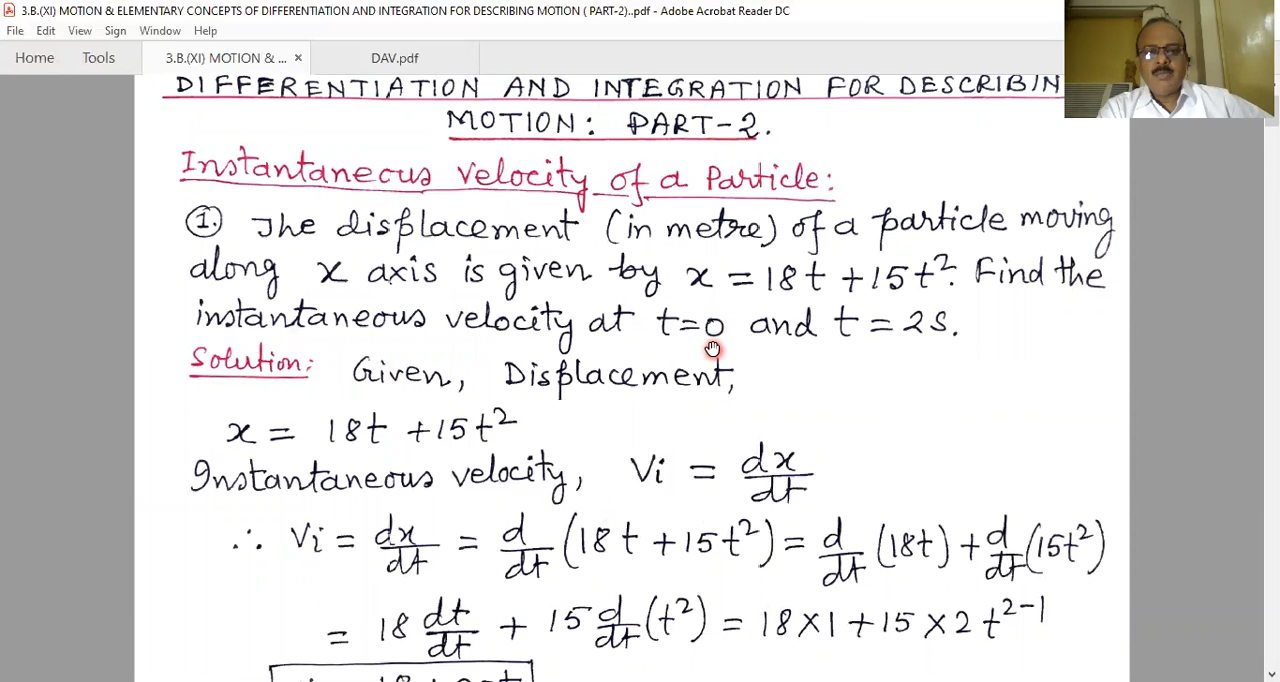 3.B.(XI) MOTION & ELEMENTARY CONCEPTS OF DIFFERENTIATION AND INTEGRATION FOR DESCRIBING MOTION ( PART-2)..pdf - Adobe Acrobat Reader DC
File Edit View Sign Window Help
Home Tools 3.B.(XI) MOTION & ... × DAV.pdf
DIFFERENTIATION AND INTEGRATION FOR DESCRIBIN
MOTION: PART-2.
Instantaneous velocity of a Particle:
①. The displacement (in metre) of a particle moving
along x axis is given by x = 18t + 15t². Find the
instantaneous velocity at t=0 and t = 2s.
Solution: Given, Displacement,
x = 18t + 15t²
Instantaneous velocity, Vi = dx/dt
∴ Vi = dx/dt = d/dt (18t + 15t²) = d/dt (18t) + d/dt (15t²)
= 18 dt/dt + 15 d/dt (t²) = 18×1 + 15×2 t²⁻¹